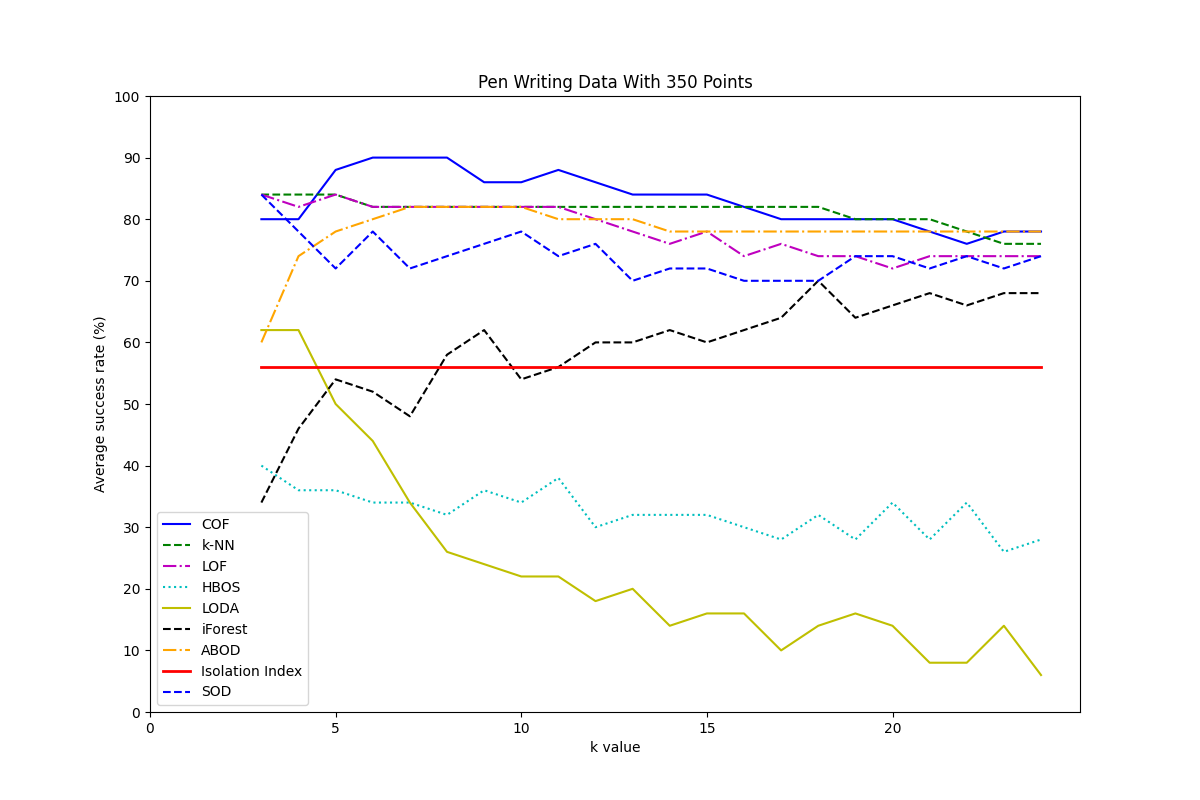 Pen Writing Data With 350 Points
100
90
80
70
60
50
40
30
20
10
0
Average success rate (%)
COF
k-NN
LOF
HBOS
LODA
iForest
ABOD
Isolation Index
SOD
0 5 10 15 20
k value